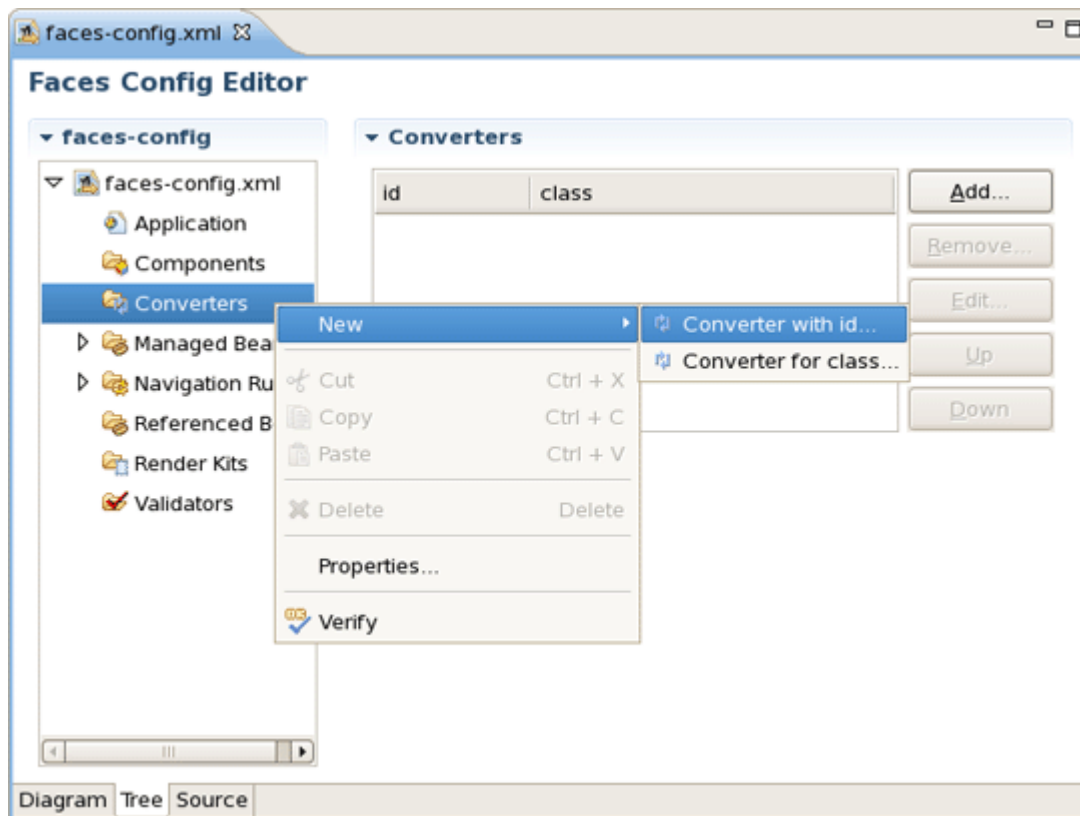 faces-config.xml
Faces Config Editor
faces-config
Converters
faces-config.xml
Application
Components
Converters
Managed Bea
Navigation Ru
Referenced B
Render Kits
Validators
id class
Add...
Remove...
Edit...
Up
Down
New
Cut Ctrl + X
Copy Ctrl + C
Paste Ctrl + V
Delete Delete
Properties...
Verify
Converter with id...
Converter for class...
Diagram Tree Source